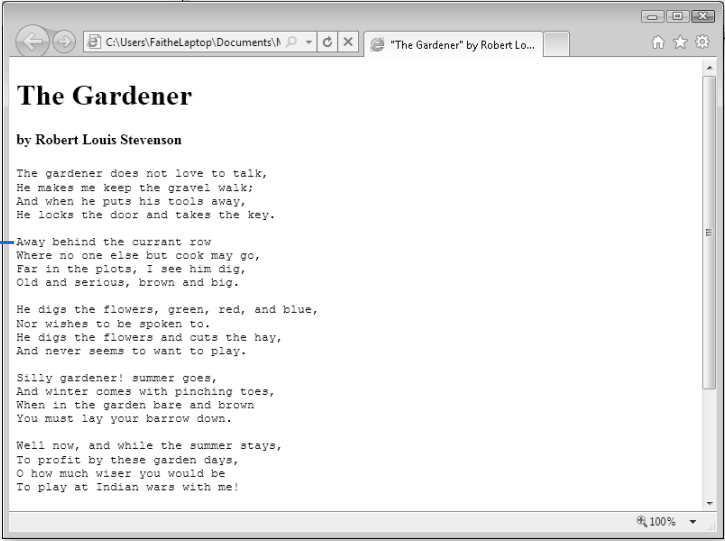 C:\Users\FaitheLaptop\Documents\
"The Gardener" by Robert Lo...
The Gardener
by Robert Louis Stevenson
The gardener does not love to talk,
He makes me keep the gravel walk;
And when he puts his tools away,
He locks the door and takes the key.
Away behind the currant row
Where no one else but cook may go,
Far in the plots, I see him dig,
Old and serious, brown and big.
He digs the flowers, green, red, and blue,
Nor wishes to be spoken to.
He digs the flowers and cuts the hay,
And never seems to want to play.
Silly gardener! summer goes,
And winter comes with pinching toes,
When in the garden bare and brown
You must lay your barrow down.
Well now, and while the summer stays,
To profit by these garden days,
O how much wiser you would be
To play at Indian wars with me!
100%